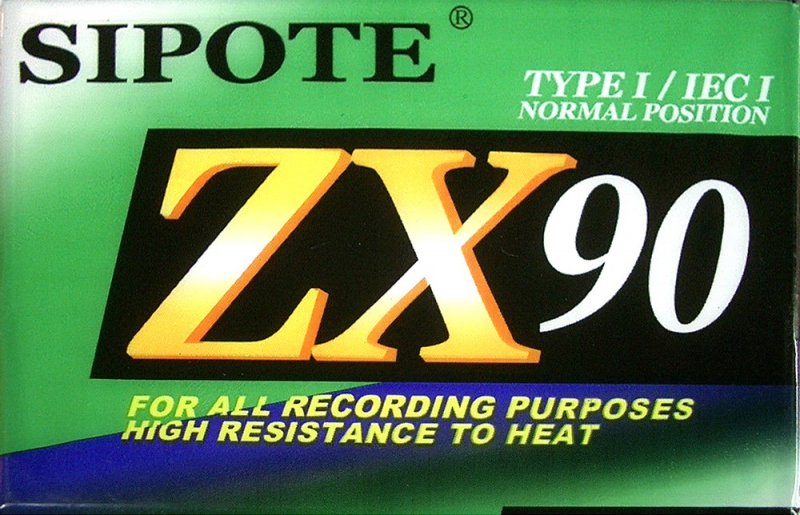 SIPOTE®
TYPE I / IEC I
NORMAL POSITION
ZX90
FOR ALL RECORDING PURPOSES
HIGH RESISTANCE TO HEAT